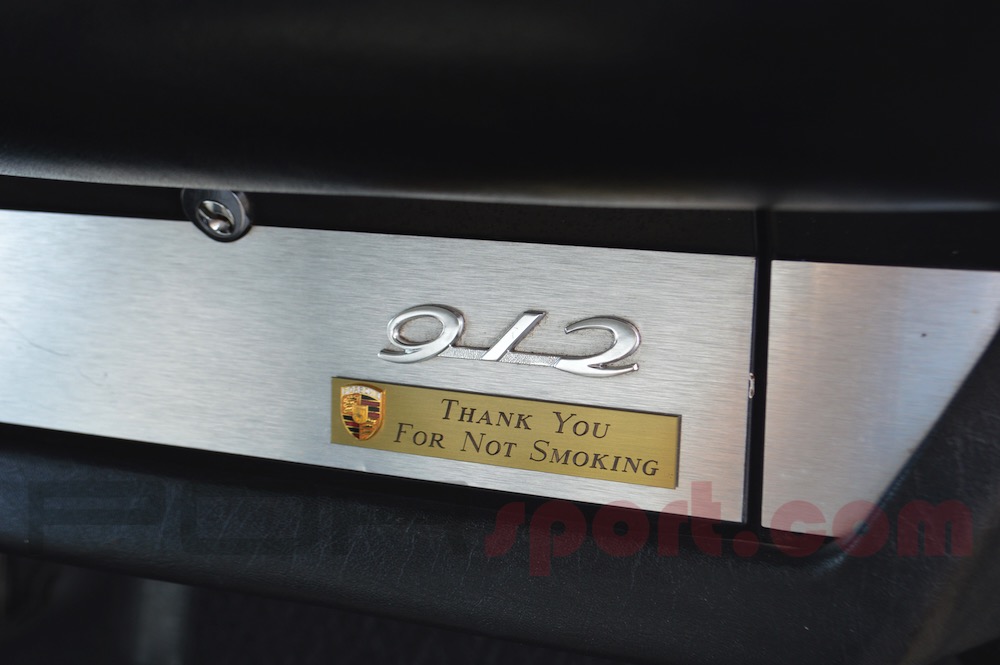 912
THANK YOU
FOR NOT SMOKING
sport.com